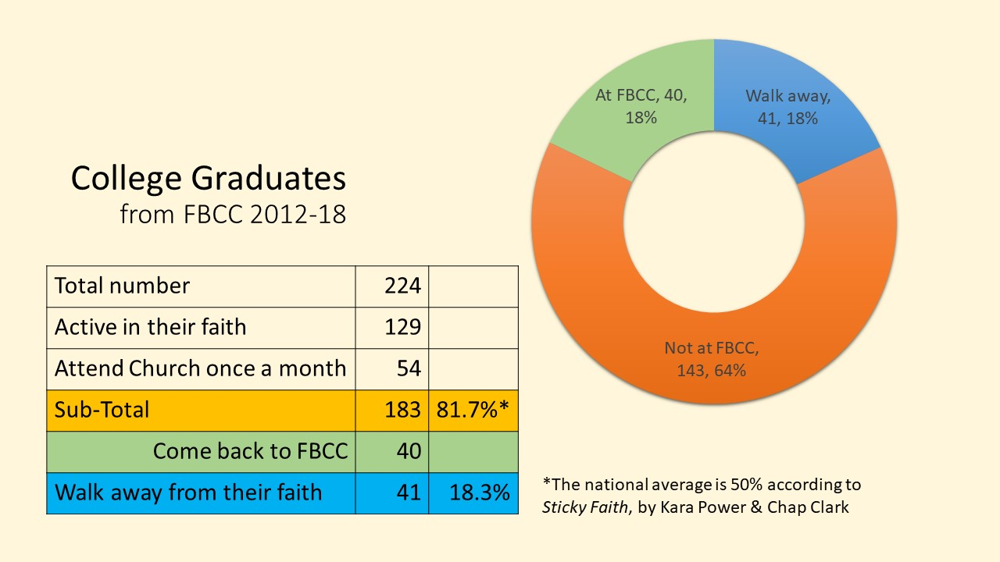 College Graduates
from FBCC 2012-18
Total number 224
Active in their faith 129
Attend Church once a month 54
Sub-Total 183 81.7%*
Come back to FBCC 40
Walk away from their faith 41 18.3%
At FBCC, 40,
18%
Walk away,
41, 18%
Not at FBCC,
143, 64%
*The national average is 50% according to
Sticky Faith, by Kara Power & Chap Clark